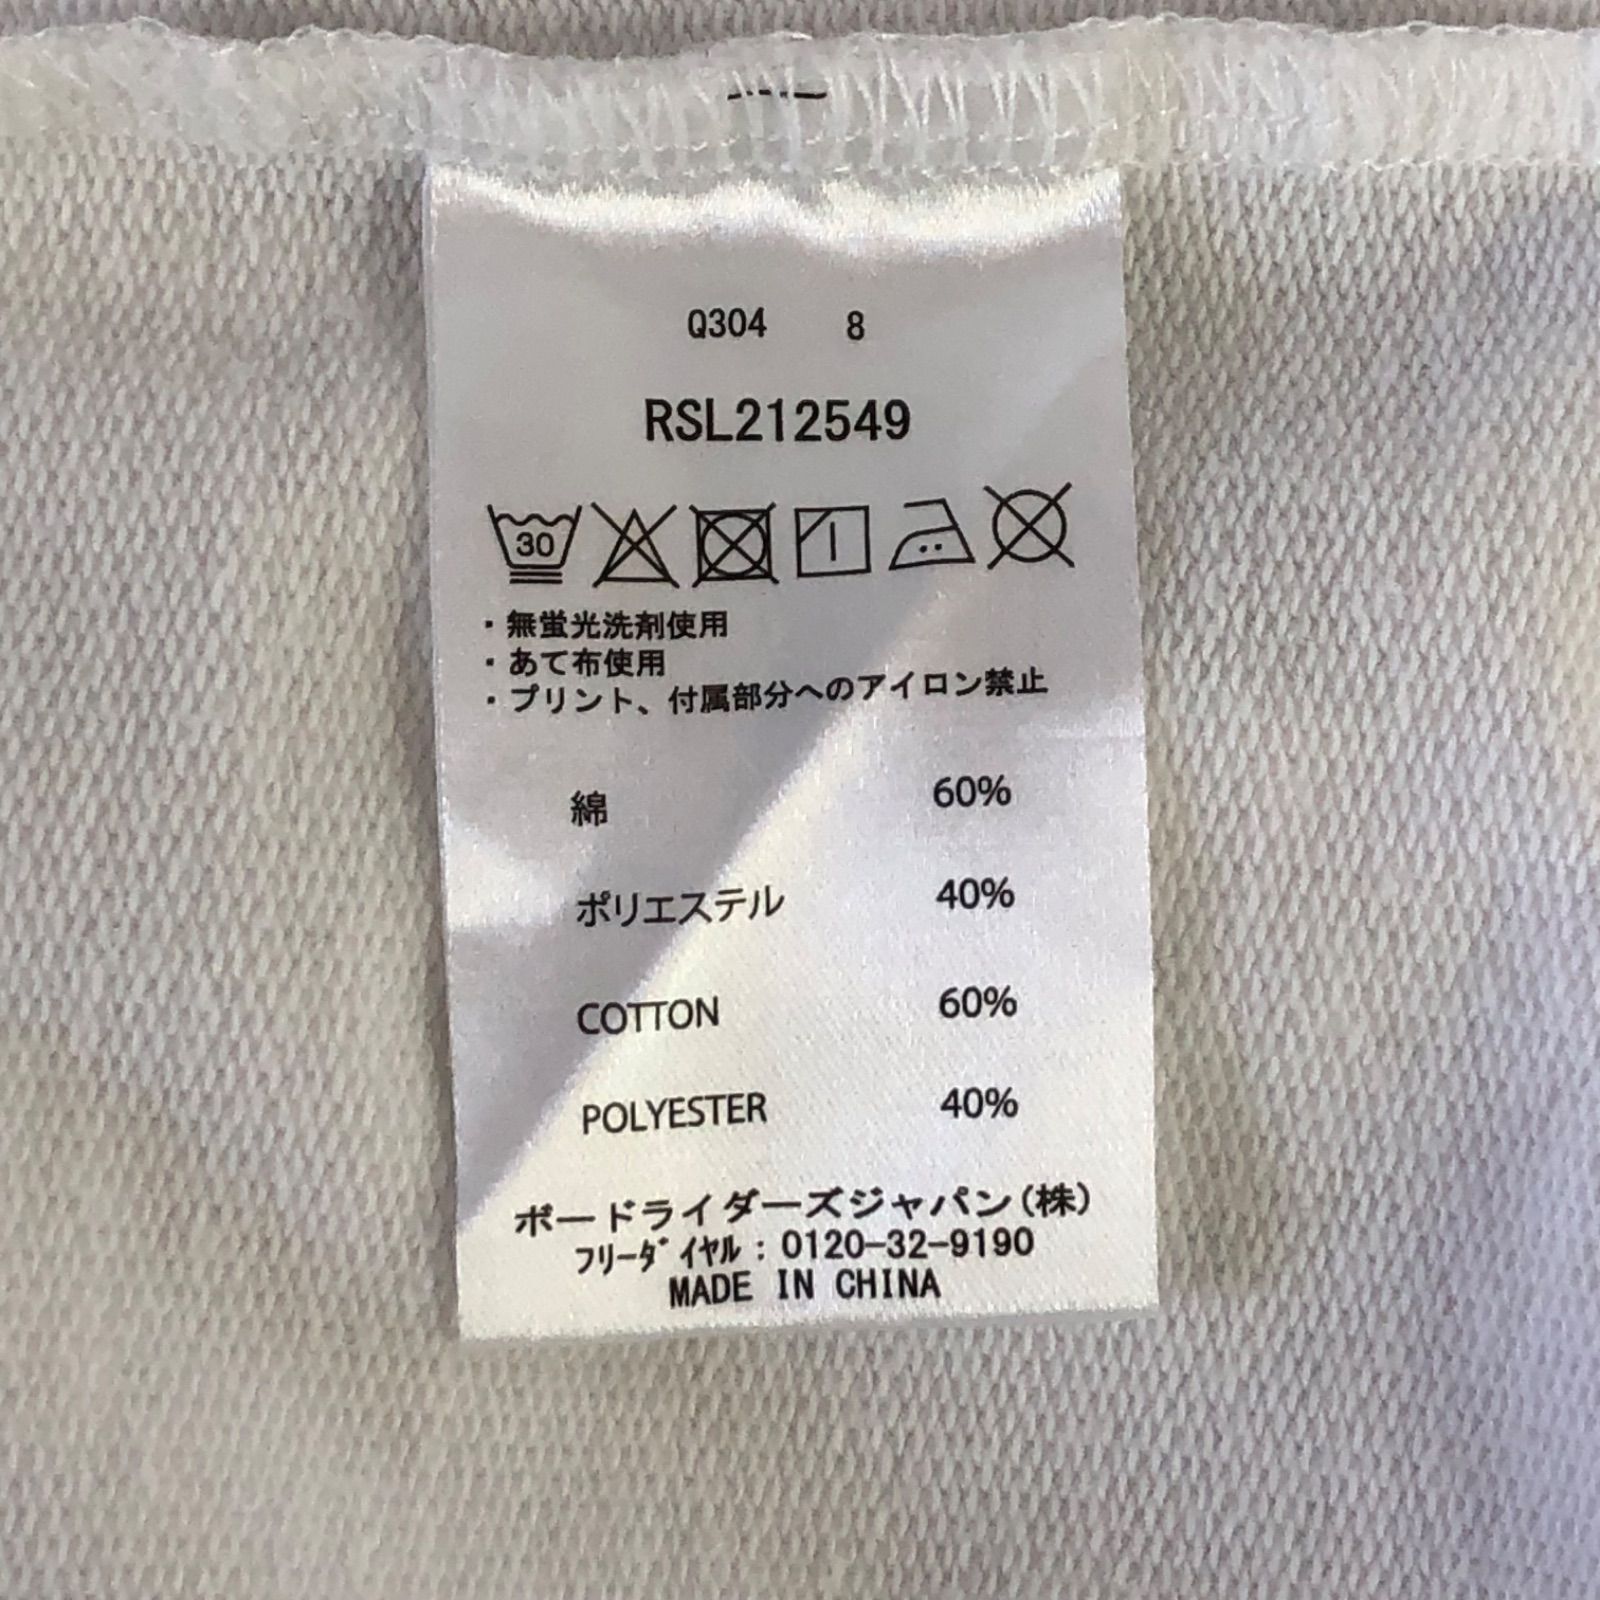 Q304 8
RSL212549
30
・無蛍光洗剤使用
・あて布使用
・プリント、付属部分へのアイロン禁止
綿 60%
ポリエステル 40%
COTTON 60%
POLYESTER 40%
ボードライダーズジャパン(株)
フリーダイヤル:0120-32-9190
MADE IN CHINA